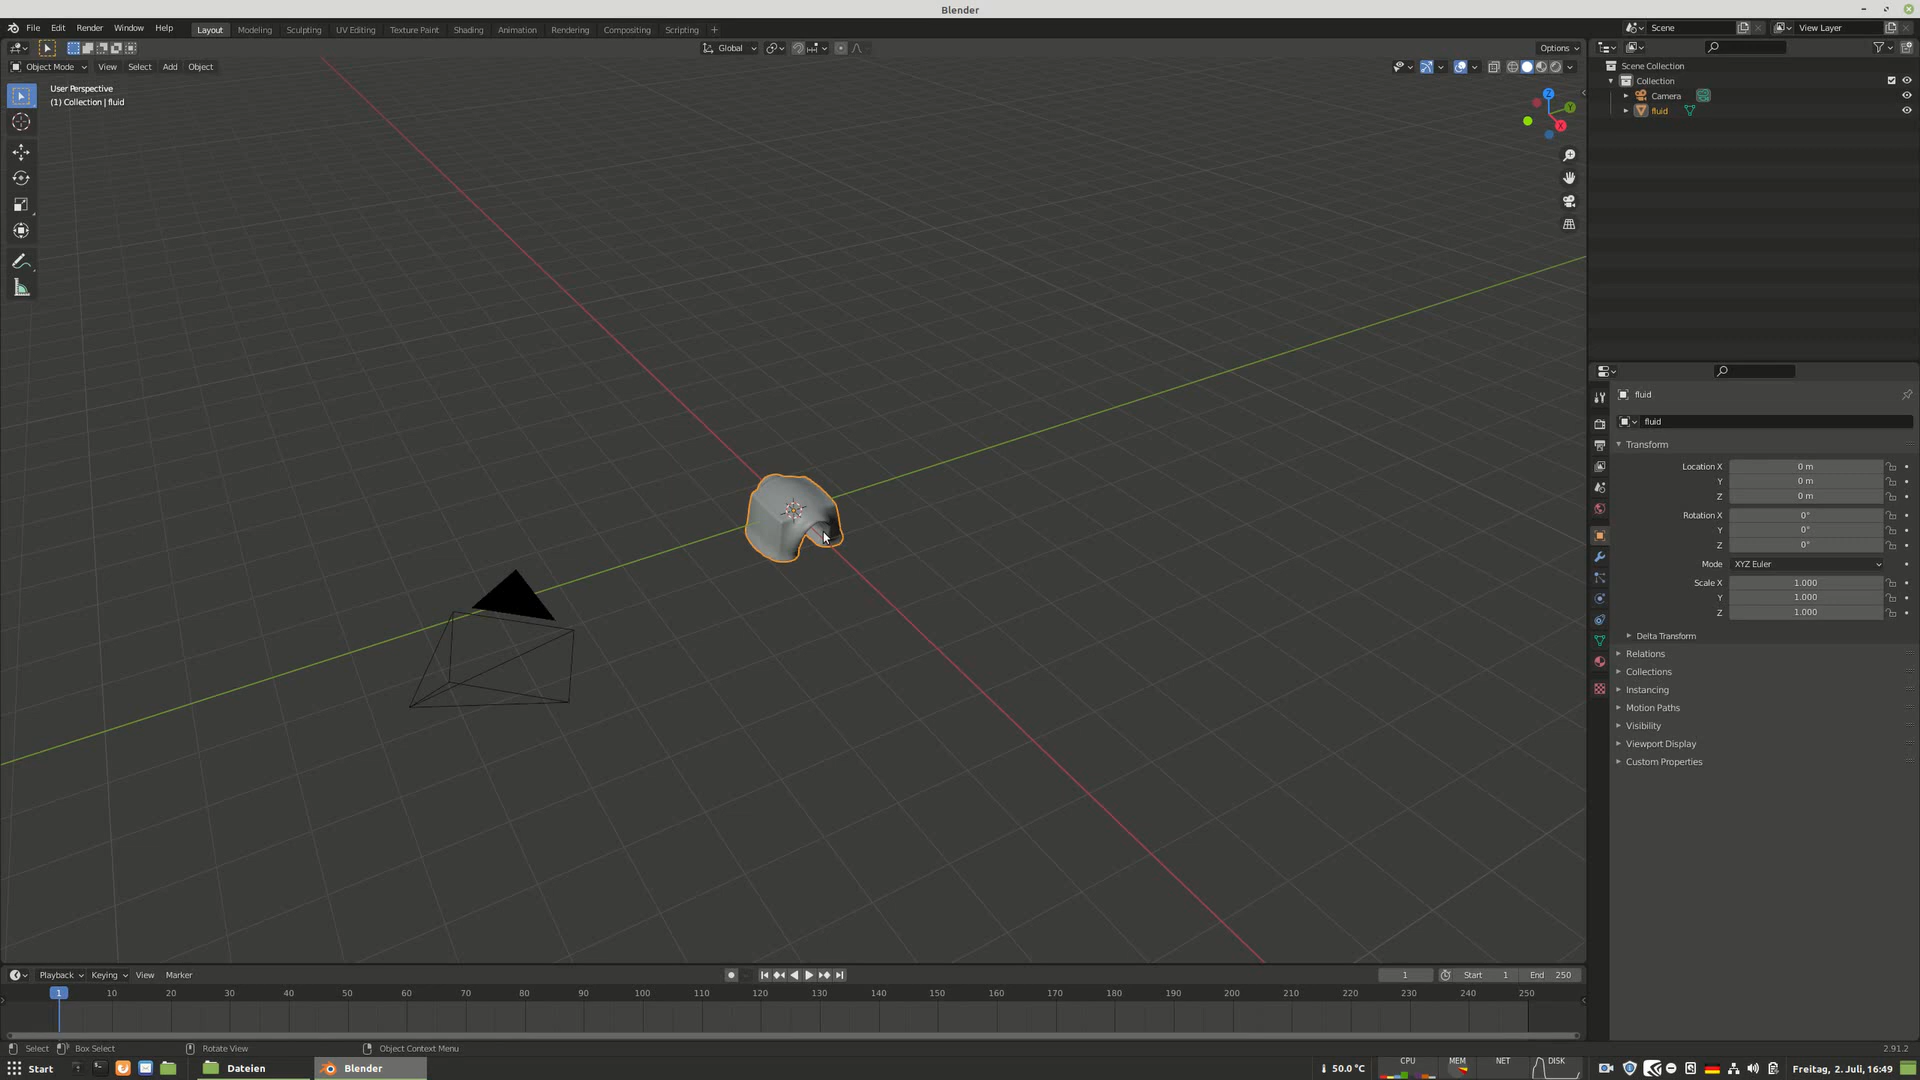 Blender
File Edit Render Window Help
Layout Modeling Sculpting UV Editing Texture Paint Shading Animation Rendering Compositing Scripting +
Scene
View Layer
Global
Options
Object Mode View Select Add Object
User Perspective
(1) Collection | fluid
Z
Y
X
Scene Collection
Collection
Camera
fluid
fluid
fluid
Transform
Location X 0 m
Y 0 m
Z 0 m
Rotation X 0°
Y 0°
Z 0°
Mode XYZ Euler
Scale X 1.000
Y 1.000
Z 1.000
Delta Transform
Relations
Collections
Instancing
Motion Paths
Visibility
Viewport Display
Custom Properties
Playback Keying View Marker
1 Start 1 End 250
1 10 20 30 40 50 60 70 80 90 100 110 120 130 140 150 160 170 180 190 200 210 220 230 240 250
Select Box Select Rotate View Object Context Menu
2.91.2
Start Dateien Blender
50.0 °C CPU MEM NET DISK
Freitag, 2. Juli, 16:49